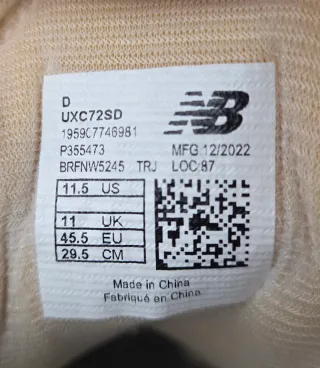 D
UXC72SD
195907746981
P355473 MFG 12/2022
BRFNW5245 TRJ LOC:87
NB
11.5 US
11 UK
45.5 EU
29.5 CM
Made in China
Fabriqué en China